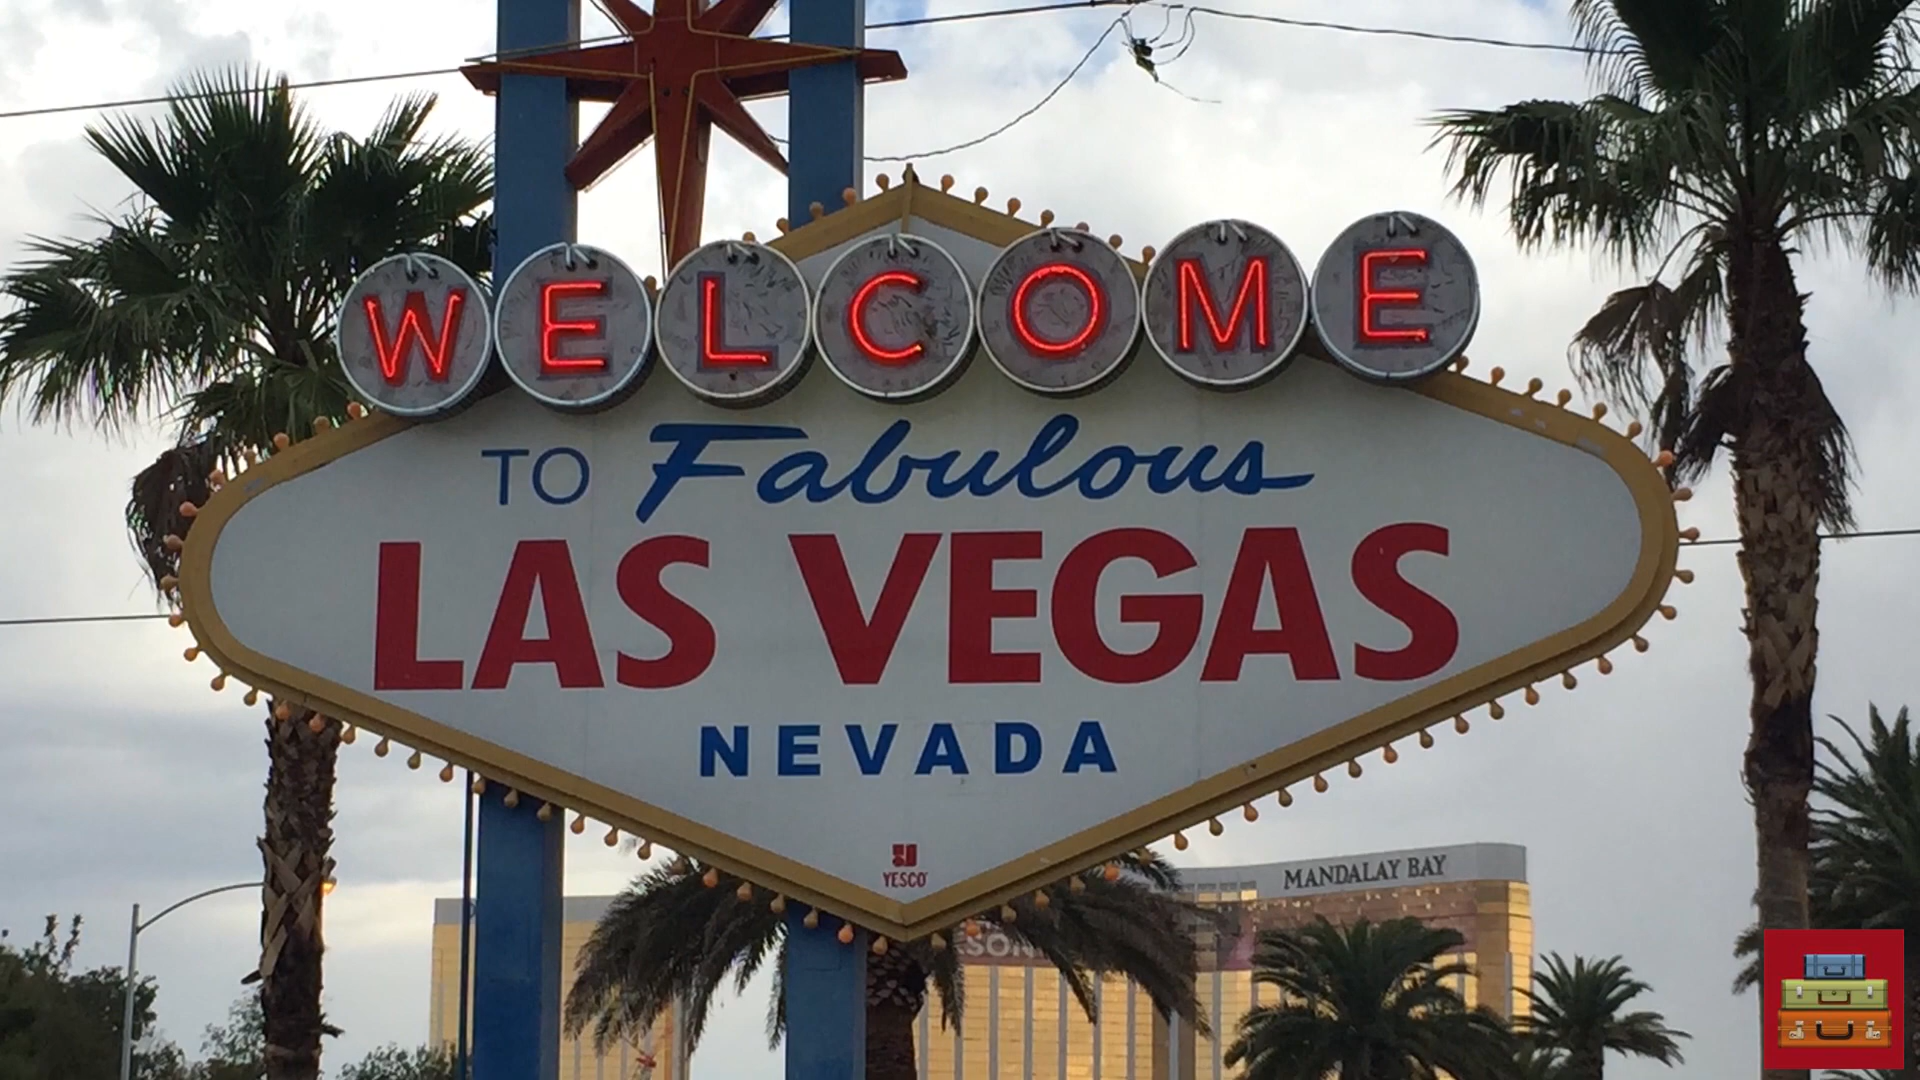 WELCOME
TO Fabulous
LAS VEGAS
NEVADA
YESCO
MANDALAY BAY